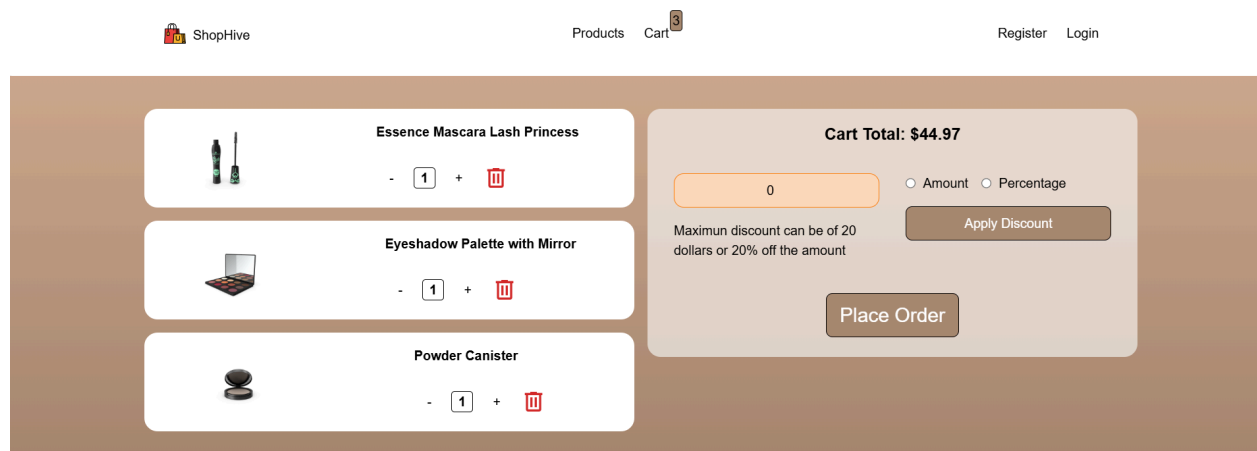 ShopHive
Products
Cart
3
Register
Login
Essence Mascara Lash Princess
- 1 +
Eyeshadow Palette with Mirror
- 1 +
Powder Canister
- 1 +
Cart Total: $44.97
0
Amount
Percentage
Apply Discount
Maximun discount can be of 20
dollars or 20% off the amount
Place Order